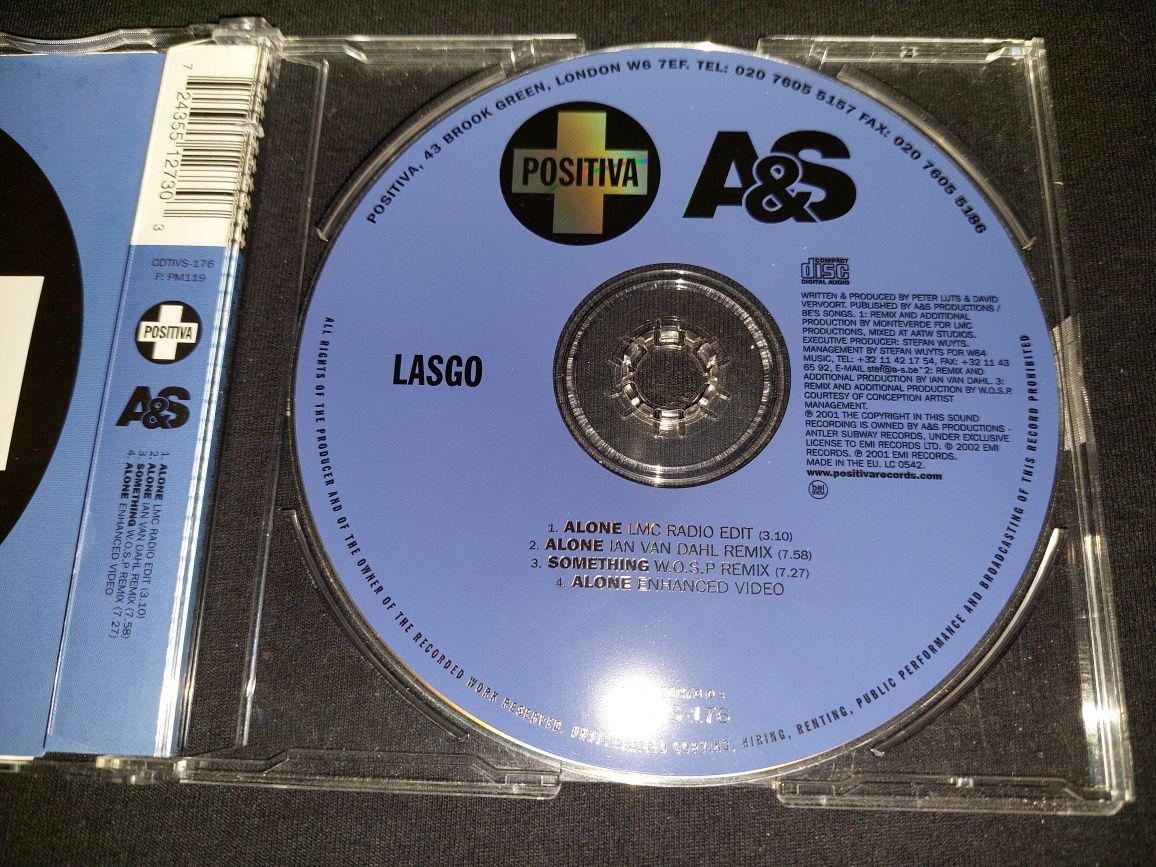 7
24355 12730
3
CDTIVS-176
F: PM119
POSITIVA
A&S
1. ALONE LMC RADIO EDIT (3.10)
2. ALONE IAN VAN DAHL REMIX (7.58)
3. SOMETHING W.O.S.P REMIX (7.27)
4. ALONE ENHANCED VIDEO
POSITIVA, 43 BROOK GREEN, LONDON W6 7EF. TEL: 020 7605 5157 FAX: 020 7605 5186
POSITIVA
A&S
COMPACT
disc
DIGITAL AUDIO
WRITTEN & PRODUCED BY PETER LUTS & DAVID
VERVOORT. PUBLISHED BY A&S PRODUCTIONS /
BE'S SONGS. 1: REMIX AND ADDITIONAL
PRODUCTION BY MONTEVERDE FOR LMC
PRODUCTIONS, MIXED AT AATW STUDIOS.
EXECUTIVE PRODUCER: STEFAN WUYTS.
MANAGEMENT BY STEFAN WUYTS FOR W64
MUSIC, TEL: +32 11 42 17 54, FAX: +32 11 43
65 92, E-MAIL stef@a-s.be 2: REMIX AND
ADDITIONAL PRODUCTION BY IAN VAN DAHL. 3:
REMIX AND ADDITIONAL PRODUCTION BY W.O.S.P.
COURTESY OF CONCEPTION ARTIST
MANAGEMENT.
℗ 2001 THE COPYRIGHT IN THIS SOUND
RECORDING IS OWNED BY A&S PRODUCTIONS -
ANTLER SUBWAY RECORDS, UNDER EXCLUSIVE
LICENSE TO EMI RECORDS LTD. © 2002 EMI
RECORDS. ℗ 2001 EMI RECORDS.
MADE IN THE EU. LC 0542.
www.positivarecords.com
LASGO
1. ALONE LMC RADIO EDIT (3.10)
2. ALONE IAN VAN DAHL REMIX (7.58)
3. SOMETHING W.O.S.P REMIX (7.27)
4. ALONE ENHANCED VIDEO
176
ALL RIGHTS OF THE PRODUCER AND OF THE OWNER OF THE RECORDED WORK RESERVED. UNAUTHORISED COPYING, HIRING, RENTING, PUBLIC PERFORMANCE AND BROADCASTING OF THIS RECORD PROHIBITED